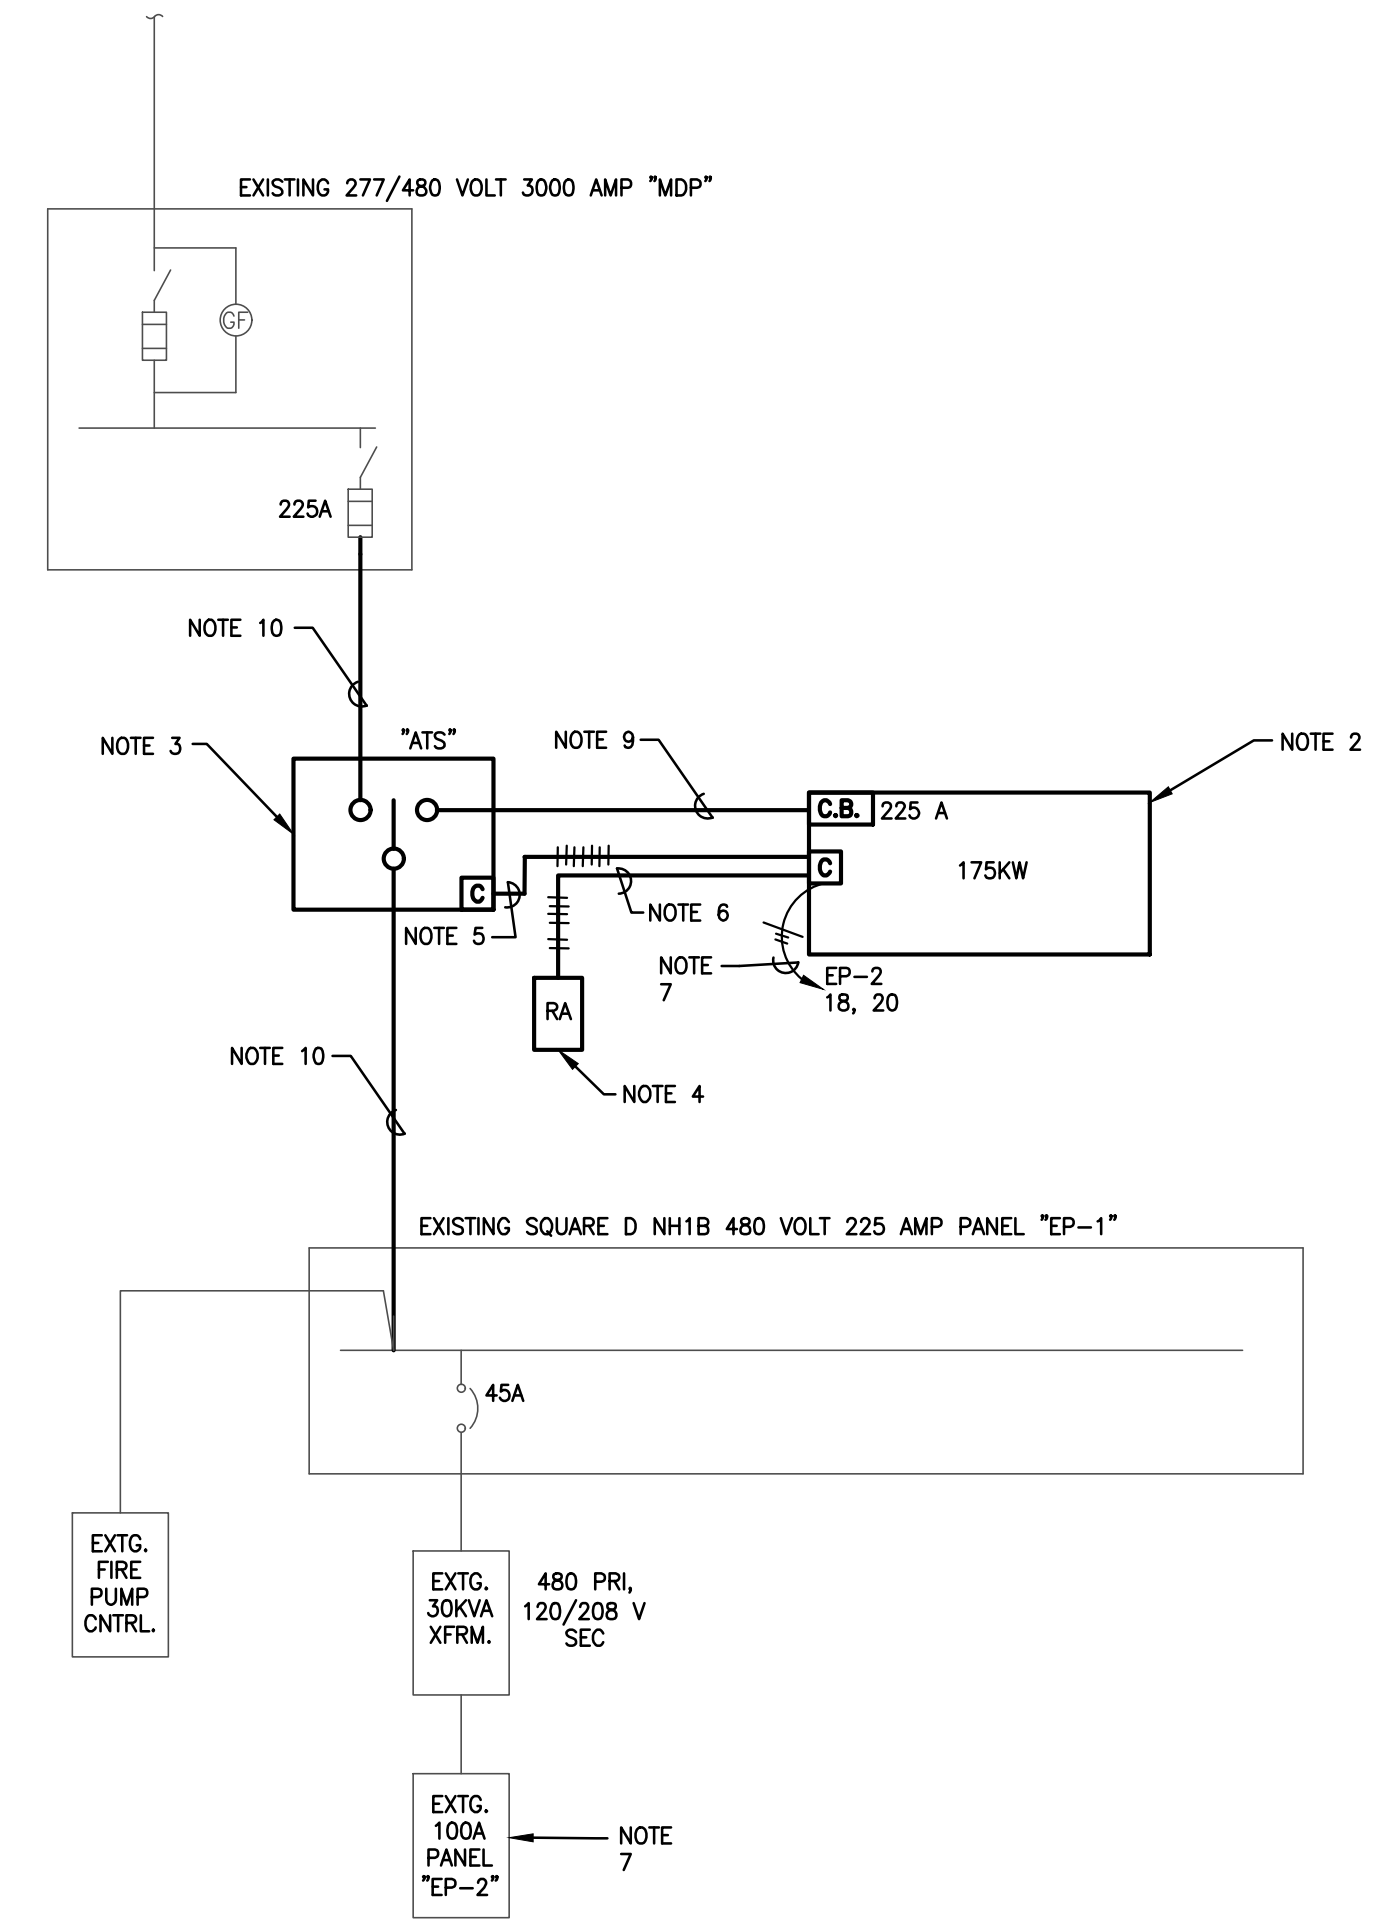 EXISTING 277/480 VOLT 3000 AMP "MDP"
GF
225A
NOTE 10
NOTE 3
"ATS"
NOTE 9
NOTE 2
C.B.
225 A
C
175KW
C
NOTE 6
NOTE 5
NOTE
7
EP-2
18, 20
RA
NOTE 10
NOTE 4
EXISTING SQUARE D NH1B 480 VOLT 225 AMP PANEL "EP-1"
45A
EXTG.
FIRE
PUMP
CNTRL.
EXTG.
30KVA
XFRM.
480 PRI,
120/208 V
SEC
EXTG.
100A
PANEL
"EP-2"
NOTE
7